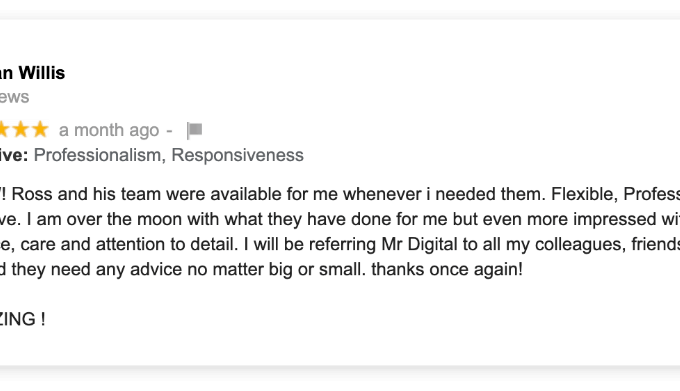 an Willis
ews
a month ago -
ive: Professionalism, Responsiveness
! Ross and his team were available for me whenever i needed them. Flexible, Profess
ve. I am over the moon with what they have done for me but even more impressed wi
e, care and attention to detail. I will be referring Mr Digital to all my colleagues, friends
d they need any advice no matter big or small. thanks once again!
ZING !